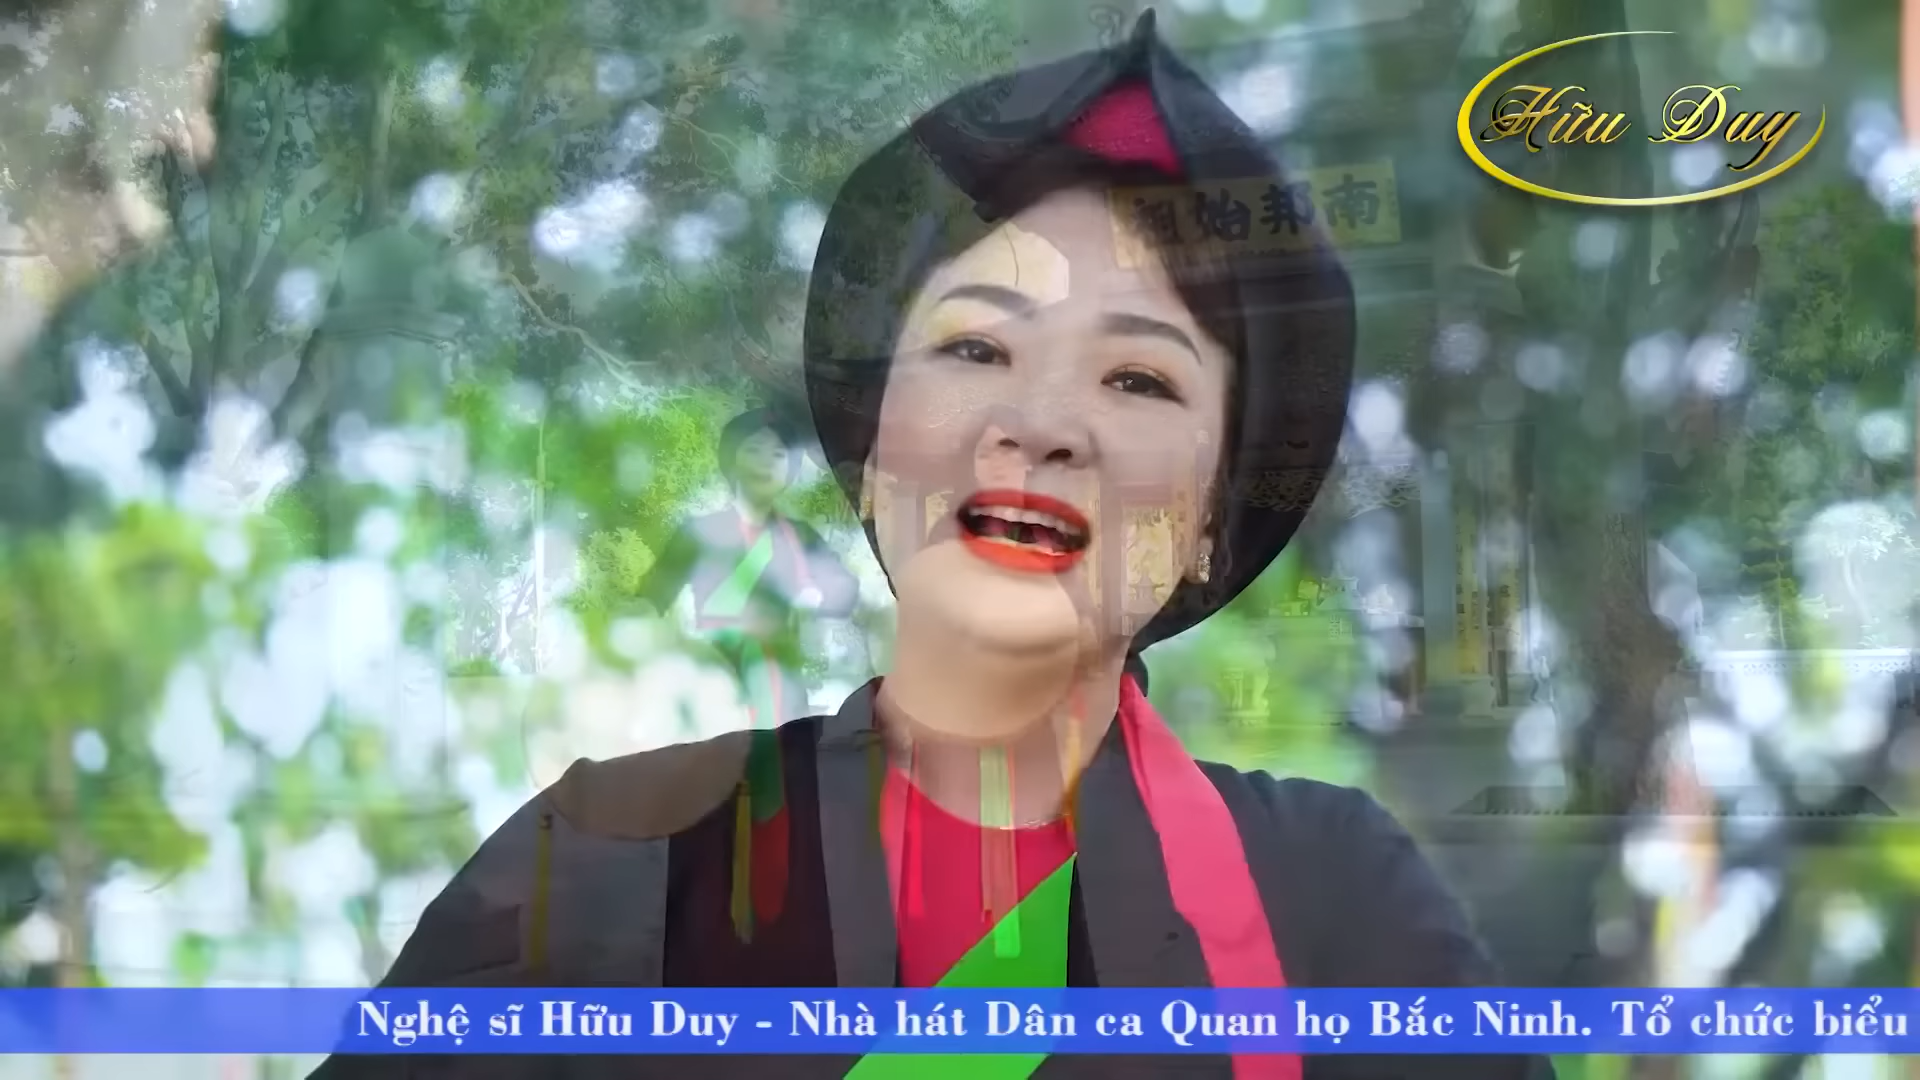 Hữu Duy
祖始邦南
Nghệ sĩ Hữu Duy - Nhà hát Dân ca Quan họ Bắc Ninh. Tổ chức biểu